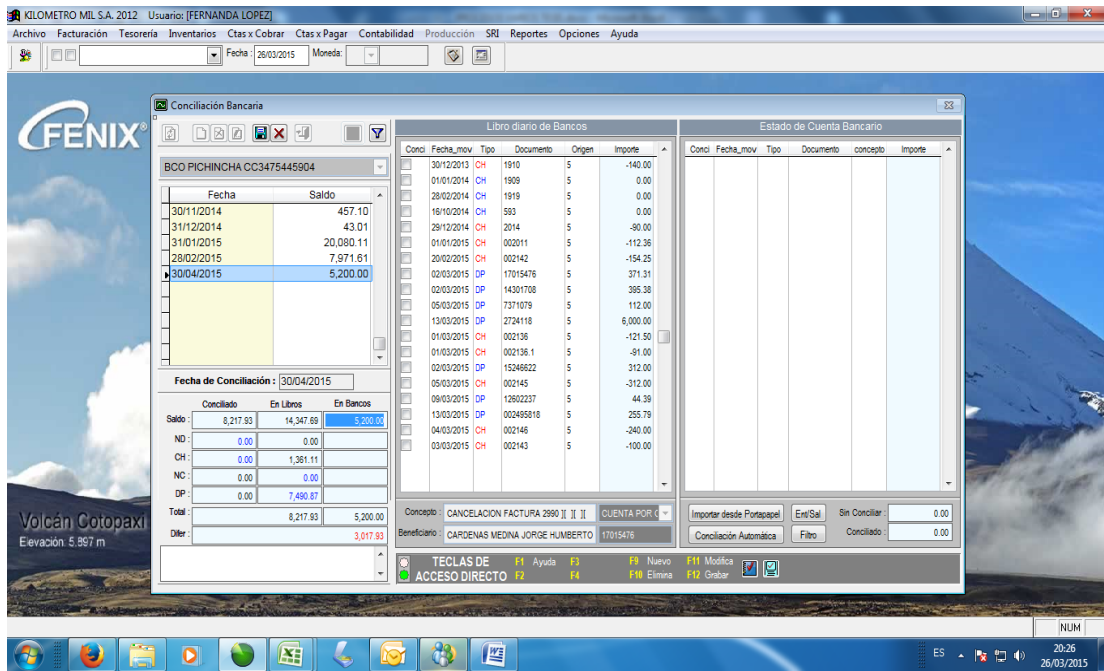 KILOMETRO MIL S.A. 2012 Usuario: [FERNANDA LOPEZ]
Archivo Facturación Tesorería Inventarios Ctas x Cobrar Ctas x Pagar Contabilidad Producción SRI Reportes Opciones Ayuda
Fecha : 26/03/2015 Moneda:
FENIX®
Conciliación Bancaria
BCO PICHINCHA CC3475445904
Fecha Saldo
30/11/2014 457.10
31/12/2014 43.01
31/01/2015 20,080.11
28/02/2015 7,971.61
30/04/2015 5,200.00
Fecha de Conciliación : 30/04/2015
Conciliado En Libros En Bancos
Saldo : 8,217.93 14,347.69 5,200.00
ND : 0.00 0.00
CH : 0.00 1,361.11
NC : 0.00 0.00
DP : 0.00 7,490.87
Total : 8,217.93 5,200.00
Difer : 3,017.93
Libro diario de Bancos
Conci Fecha_mov Tipo Documento Origen Importe
30/12/2013 CH 1910 5 -140.00
01/01/2014 CH 1909 5 0.00
28/02/2014 CH 1919 5 0.00
16/10/2014 CH 593 5 0.00
29/12/2014 CH 2014 5 -90.00
01/01/2015 CH 002011 5 -112.36
20/02/2015 CH 002142 5 -154.25
02/03/2015 DP 17015476 5 371.31
02/03/2015 DP 14301708 5 395.38
05/03/2015 DP 7371079 5 112.00
13/03/2015 DP 2724118 5 6,000.00
01/03/2015 CH 002136 5 -121.50
01/03/2015 CH 002136.1 5 -91.00
02/03/2015 DP 15246622 5 312.00
05/03/2015 CH 002145 5 -312.00
09/03/2015 DP 12602237 5 44.39
13/03/2015 DP 002495818 5 255.79
04/03/2015 CH 002146 5 -240.00
03/03/2015 CH 002143 5 -100.00
Concepto : CANCELACION FACTURA 2990 ][ ][ ][ CUENTA POR C
Beneficiario : CARDENAS MEDINA JORGE HUMBERTO 17015476
Estado de Cuenta Bancario
Conci Fecha_mov Tipo Documento concepto Importe
Importar desde Portapapel Ent/Sal Sin Conciliar : 0.00
Conciliación Automática Filtro Conciliado : 0.00
TECLAS DE F1 Ayuda F3 F9 Nuevo F11 Modifica
ACCESO DIRECTO F2 F4 F10 Elimina F12 Grabar
Volcán Cotopaxi
Elevación: 5.897 m
NUM
ES 20:26
26/03/2015